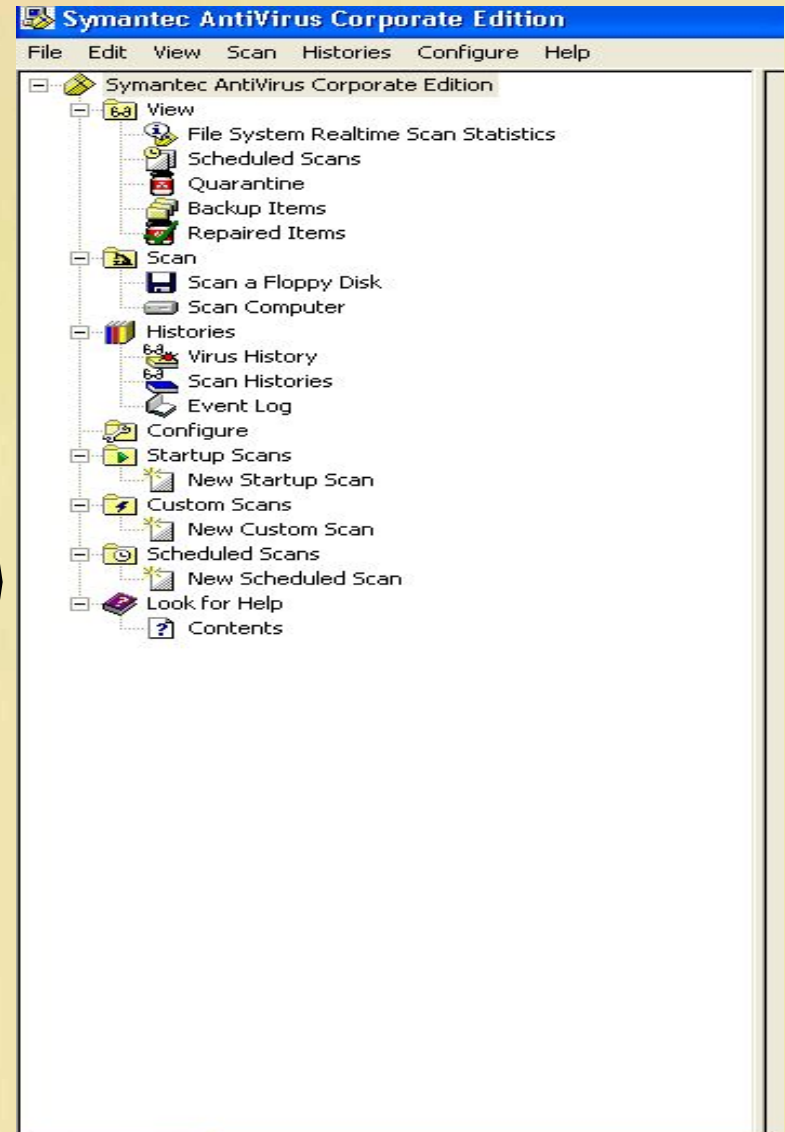 Symantec AntiVirus Corporate Edition
File Edit View Scan Histories Configure Help
Symantec AntiVirus Corporate Edition
View
File System Realtime Scan Statistics
Scheduled Scans
Quarantine
Backup Items
Repaired Items
Scan
Scan a Floppy Disk
Scan Computer
Histories
Virus History
Scan Histories
Event Log
Configure
Startup Scans
New Startup Scan
Custom Scans
New Custom Scan
Scheduled Scans
New Scheduled Scan
Look for Help
Contents